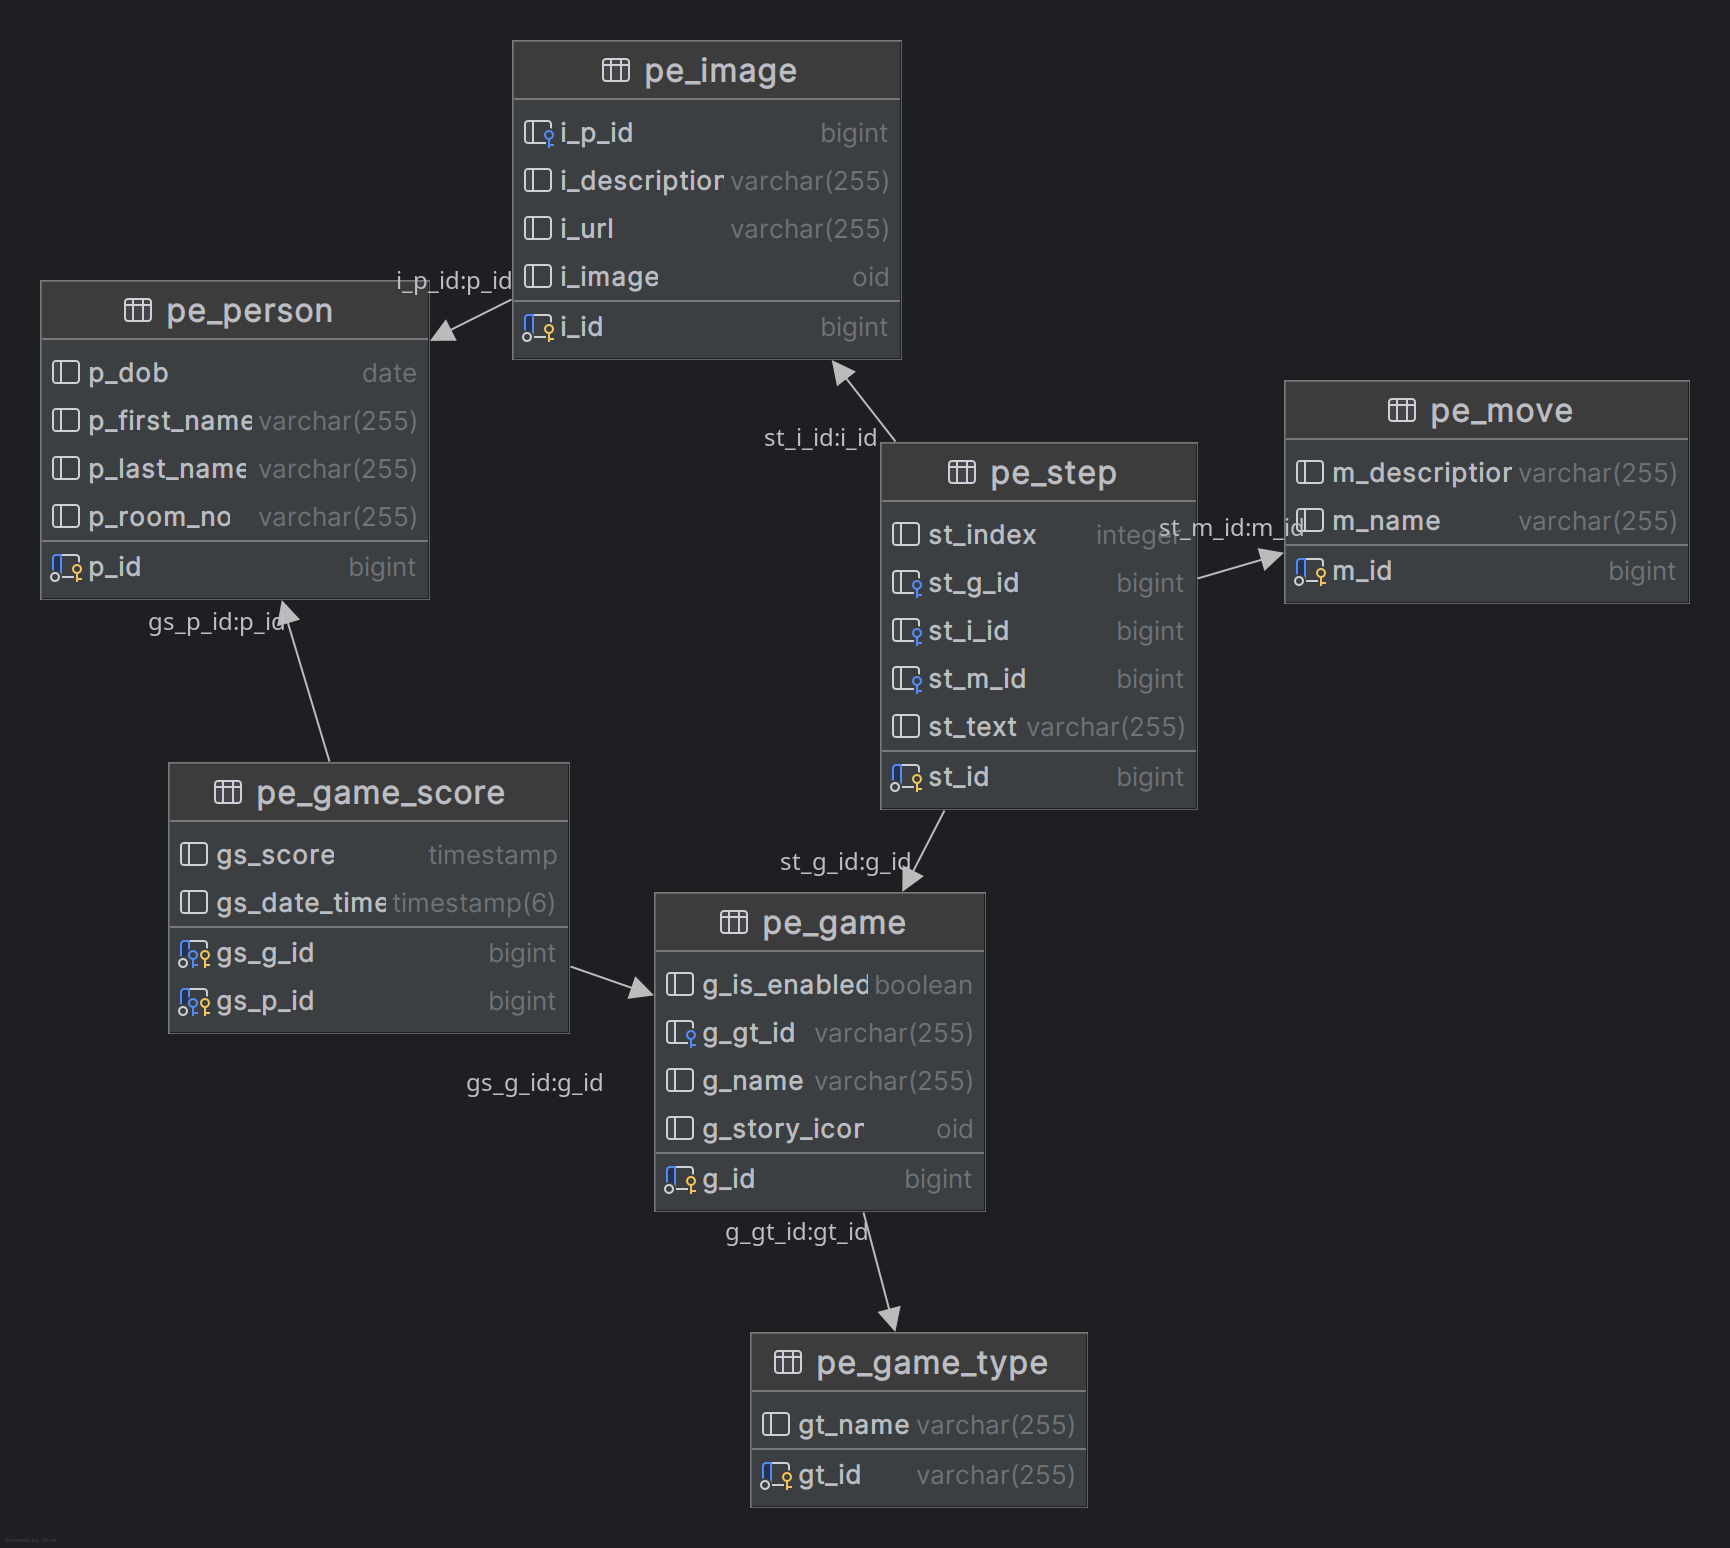 pe_image
i_p_id bigint
i_description varchar(255)
i_url varchar(255)
i_image oid
i_id bigint
i_p_id:p_id
pe_person
p_dob date
p_first_name varchar(255)
p_last_name varchar(255)
p_room_no varchar(255)
p_id bigint
gs_p_id:p_id
st_i_id:i_id
pe_step
st_index integer
st_g_id bigint
st_i_id bigint
st_m_id bigint
st_text varchar(255)
st_id bigint
st_m_id:m_id
pe_move
m_description varchar(255)
m_name varchar(255)
m_id bigint
pe_game_score
gs_score timestamp
gs_date_time timestamp(6)
gs_g_id bigint
gs_p_id bigint
gs_g_id:g_id
st_g_id:g_id
pe_game
g_is_enabled boolean
g_gt_id varchar(255)
g_name varchar(255)
g_story_icon oid
g_id bigint
g_gt_id:gt_id
pe_game_type
gt_name varchar(255)
gt_id varchar(255)